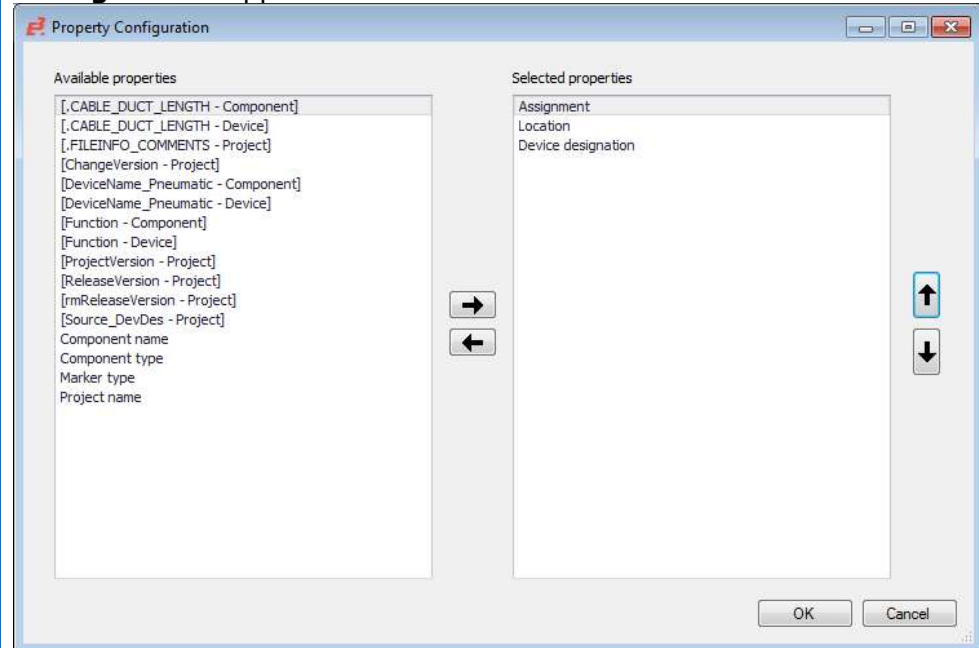 Property Configuration
Available properties
Selected properties
[.CABLE_DUCT_LENGTH - Component]
[.CABLE_DUCT_LENGTH - Device]
[.FILEINFO_COMMENTS - Project]
[ChangeVersion - Project]
[DeviceName_Pneumatic - Component]
[DeviceName_Pneumatic - Device]
[Function - Component]
[Function - Device]
[ProjectVersion - Project]
[ReleaseVersion - Project]
[rmReleaseVersion - Project]
[Source_DevDes - Project]
Component name
Component type
Marker type
Project name
Assignment
Location
Device designation
OK
Cancel